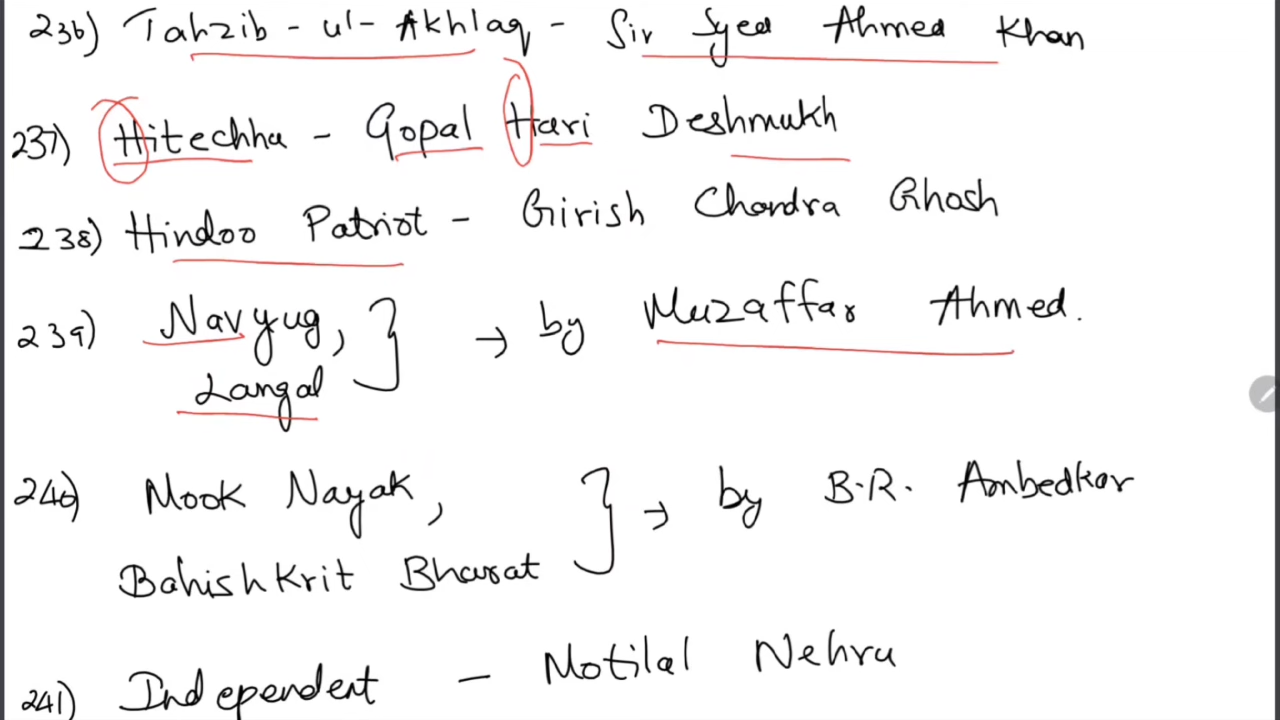 236) Tahzib - ul - Akhlaq - Sir Syed Ahmed Khan
237) Hitechha - Gopal Hari Deshmukh
238) Hindoo Patriot - Girish Chandra Ghosh
239) Navyug, } → by Muzaffar Ahmed.
Langal
240) Mook Nayak, } → by B.R. Ambedkar
Bahishkrit Bharat
241) Independent - Motilal Nehru